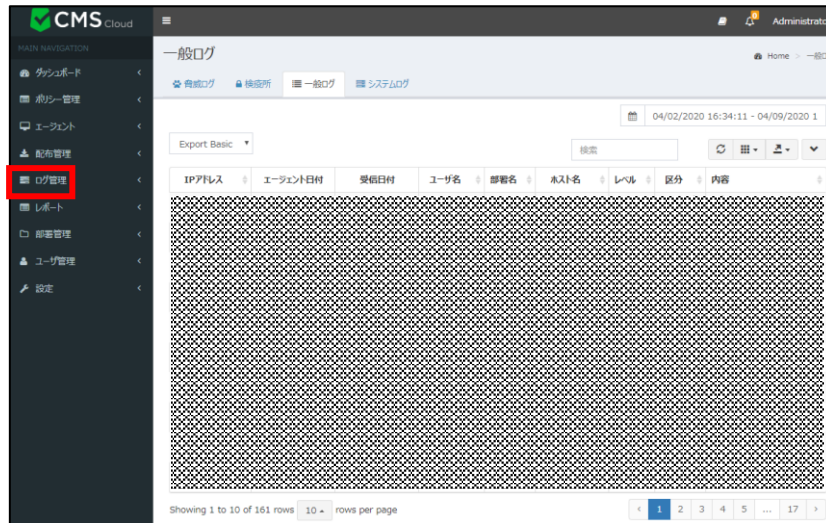 CMS Cloud
Administrato
MAIN NAVIGATION
ダッシュボード
ポリシー管理
エージェント
配布管理
ログ管理
レポート
部署管理
ユーザ管理
設定
一般ログ
Home > 一般ロ
脅威ログ 検疫所 一般ログ システムログ
04/02/2020 16:34:11 - 04/09/2020 1
Export Basic 検索
IPアドレス エージェント日付 受信日付 ユーザ名 部署名 ホスト名 レベル 区分 内容
Showing 1 to 10 of 161 rows 10 rows per page
‹ 1 2 3 4 5 ... 17 ›